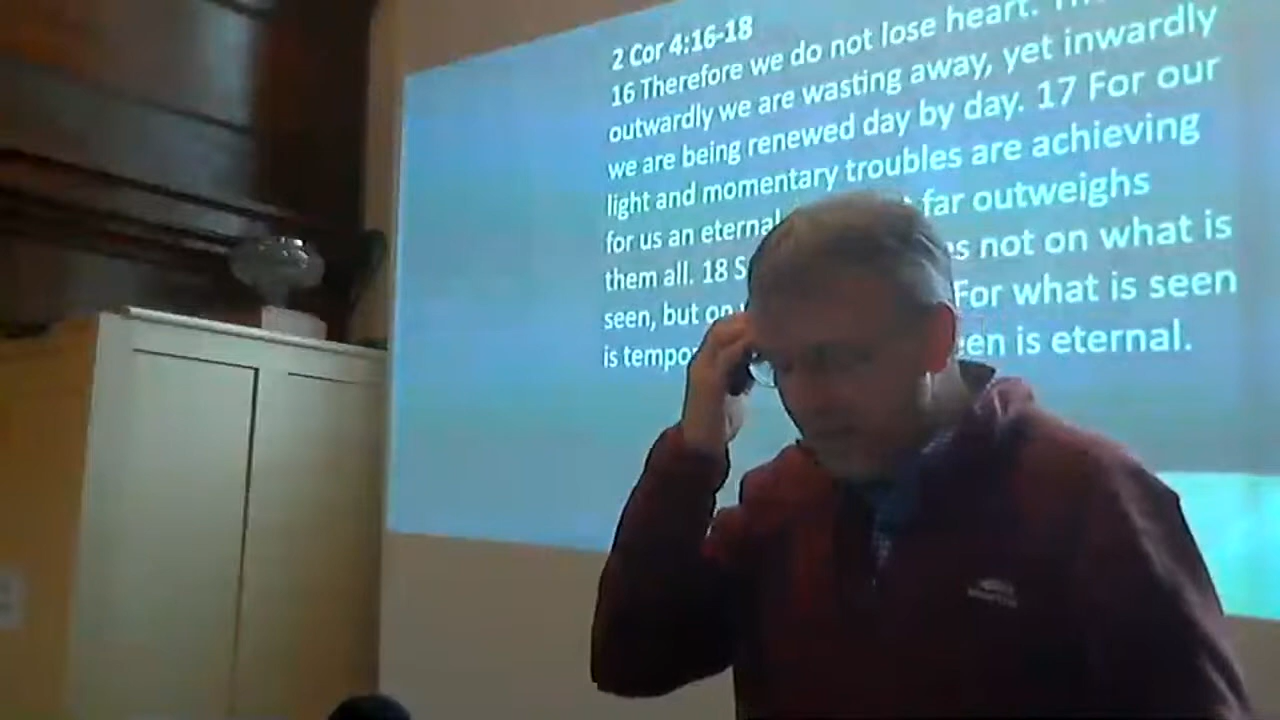 2 Cor 4:16-18
16 Therefore we do not lose heart.
outwardly we are wasting away, yet inwardly
we are being renewed day by day. 17 For our
light and momentary troubles are achieving
for us an eternal far outweighs
them all. 18 not on what is
seen, but on For what is seen
is is eternal.